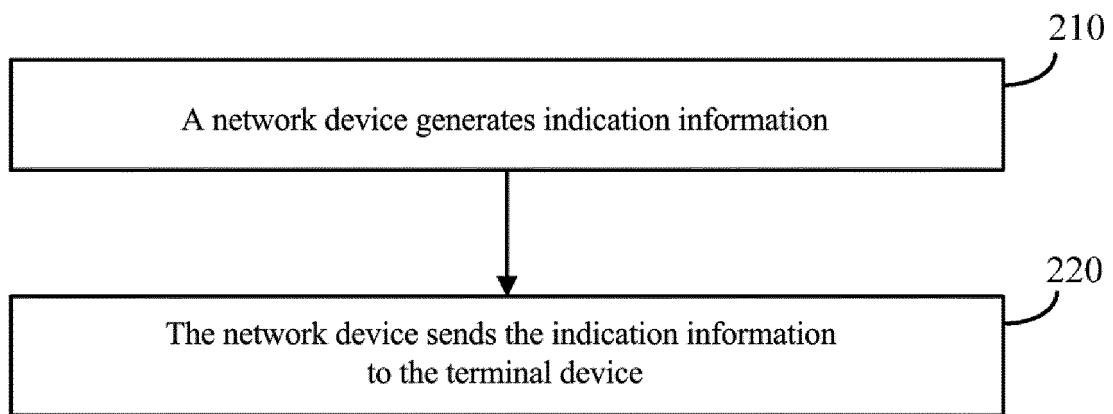 210
A network device generates indication information
220
The network device sends the indication information
to the terminal device